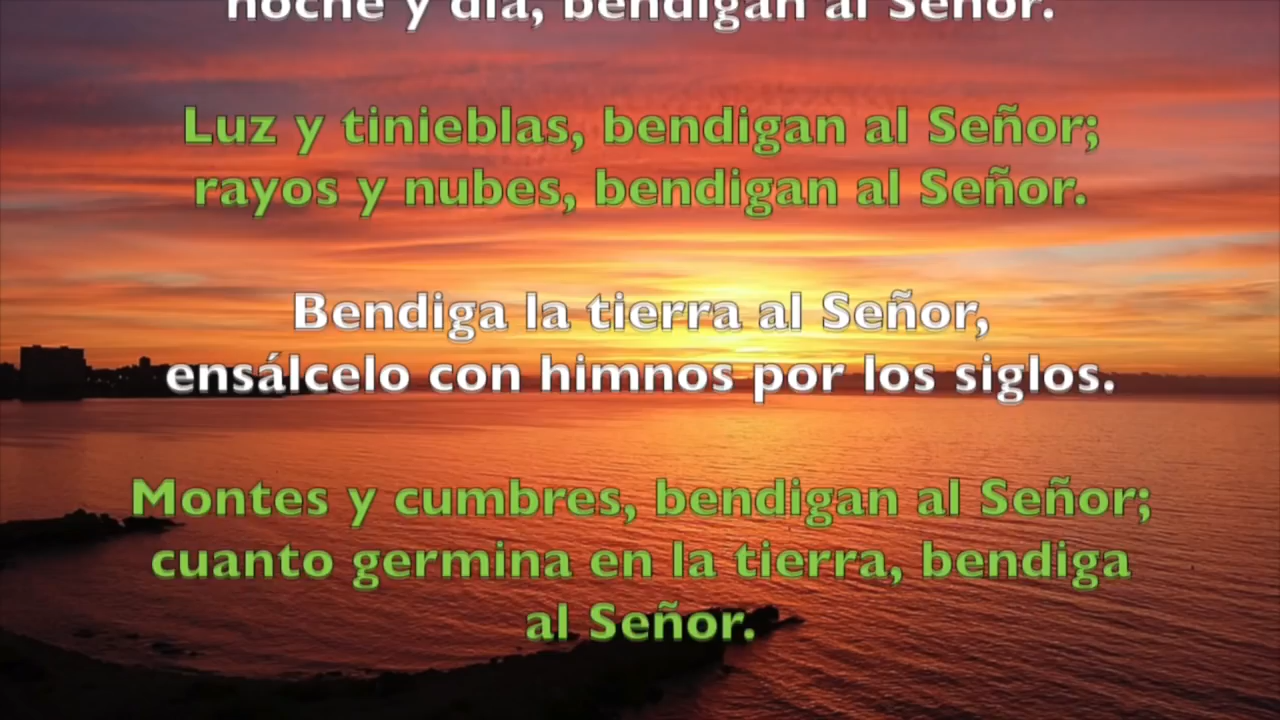 noche y día, bendigan al Señor.
Luz y tinieblas, bendigan al Señor;
rayos y nubes, bendigan al Señor.
Bendiga la tierra al Señor,
ensálcelo con himnos por los siglos.
Montes y cumbres, bendigan al Señor;
cuanto germina en la tierra, bendiga
al Señor.